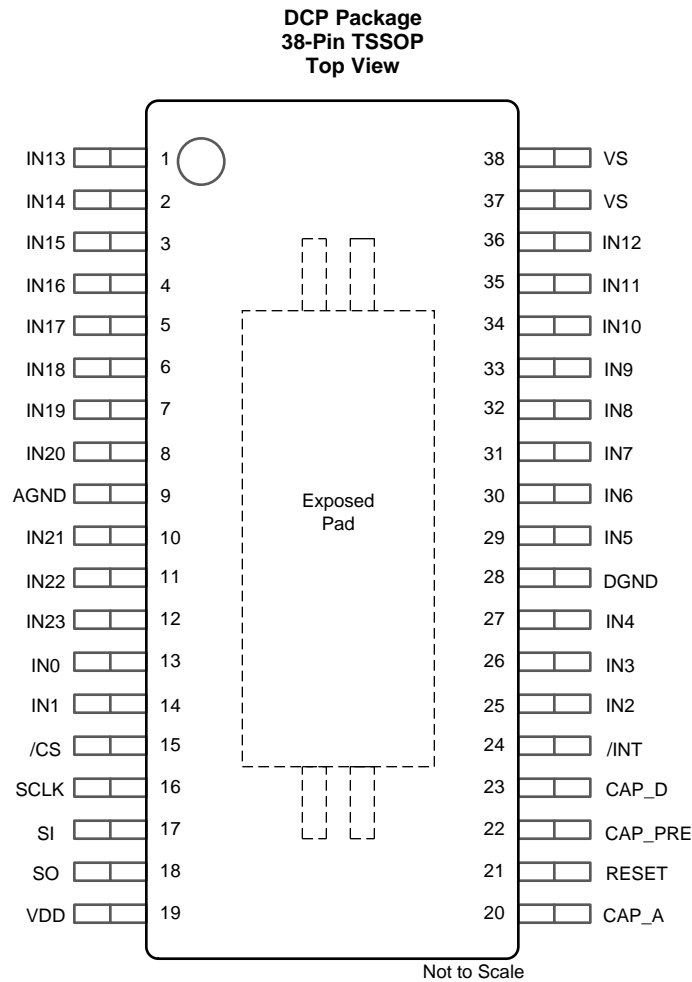 DCP Package
38-Pin TSSOP
Top View
IN13 1 38 VS
IN14 2 37 VS
IN15 3 36 IN12
IN16 4 35 IN11
IN17 5 34 IN10
IN18 6 33 IN9
IN19 7 32 IN8
IN20 8 31 IN7
AGND 9 30 IN6
Exposed
Pad
IN21 10 29 IN5
IN22 11 28 DGND
IN23 12 27 IN4
IN0 13 26 IN3
IN1 14 25 IN2
/CS 15 24 /INT
SCLK 16 23 CAP_D
SI 17 22 CAP_PRE
SO 18 21 RESET
VDD 19 20 CAP_A
Not to Scale